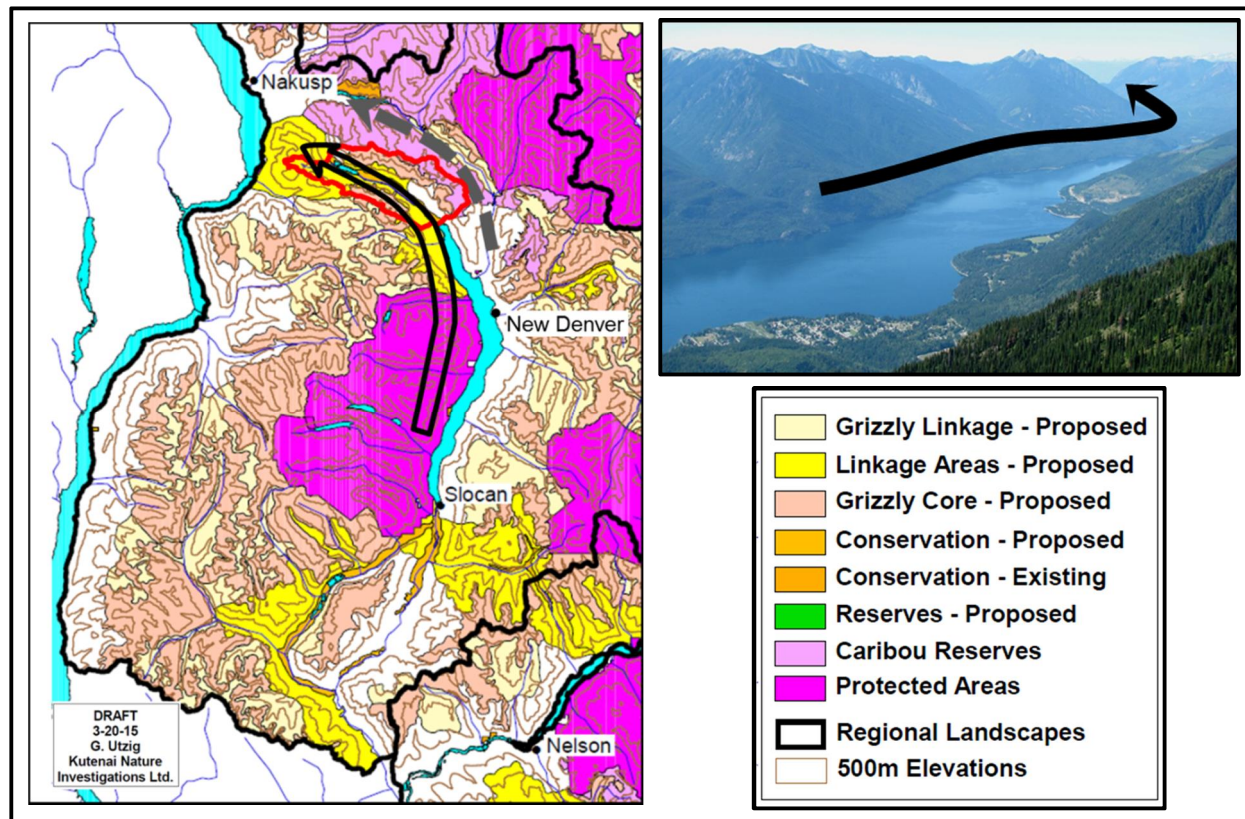 Nakusp
New Denver
Slocan
Nelson
DRAFT
3-20-15
G. Utzig
Kutenai Nature
Investigations Ltd.
Grizzly Linkage - Proposed
Linkage Areas - Proposed
Grizzly Core - Proposed
Conservation - Proposed
Conservation - Existing
Reserves - Proposed
Caribou Reserves
Protected Areas
Regional Landscapes
500m Elevations